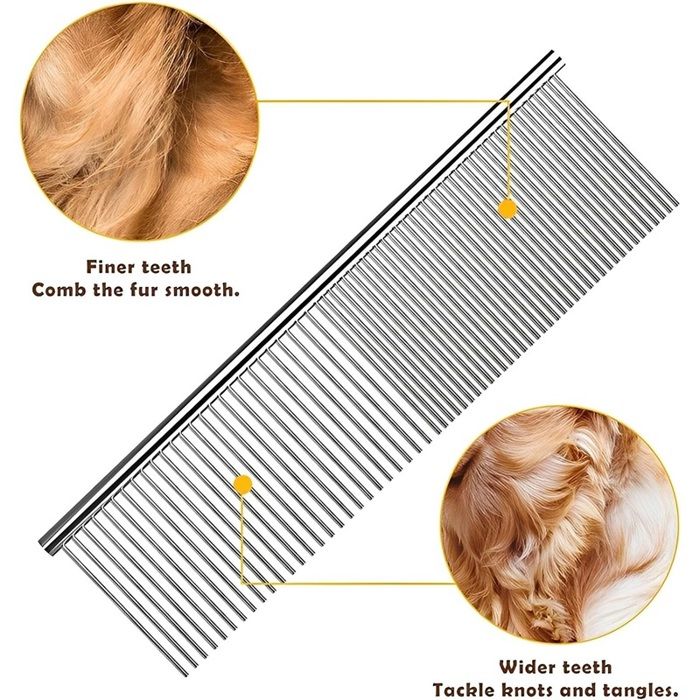 Finer teeth
Comb the fur smooth.
Wider teeth
Tackle knots and tangles.